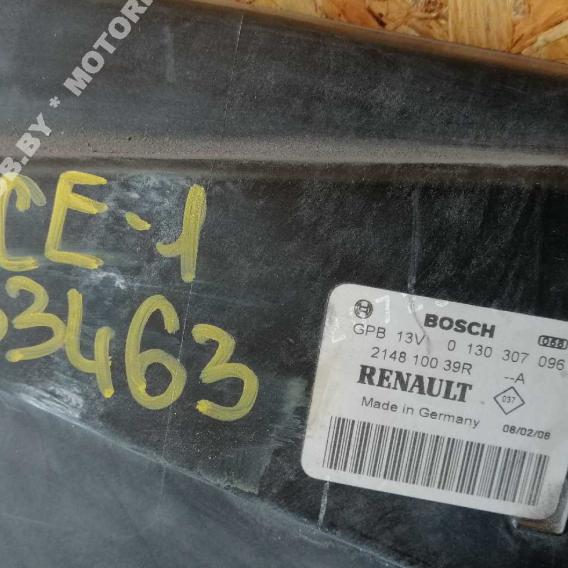 B.BY * MOTOR
CE-1
33463
BOSCH
GPB 13V 0 130 307 096
2148 100 39R --A
RENAULT
037
Made in Germany
08/02/08